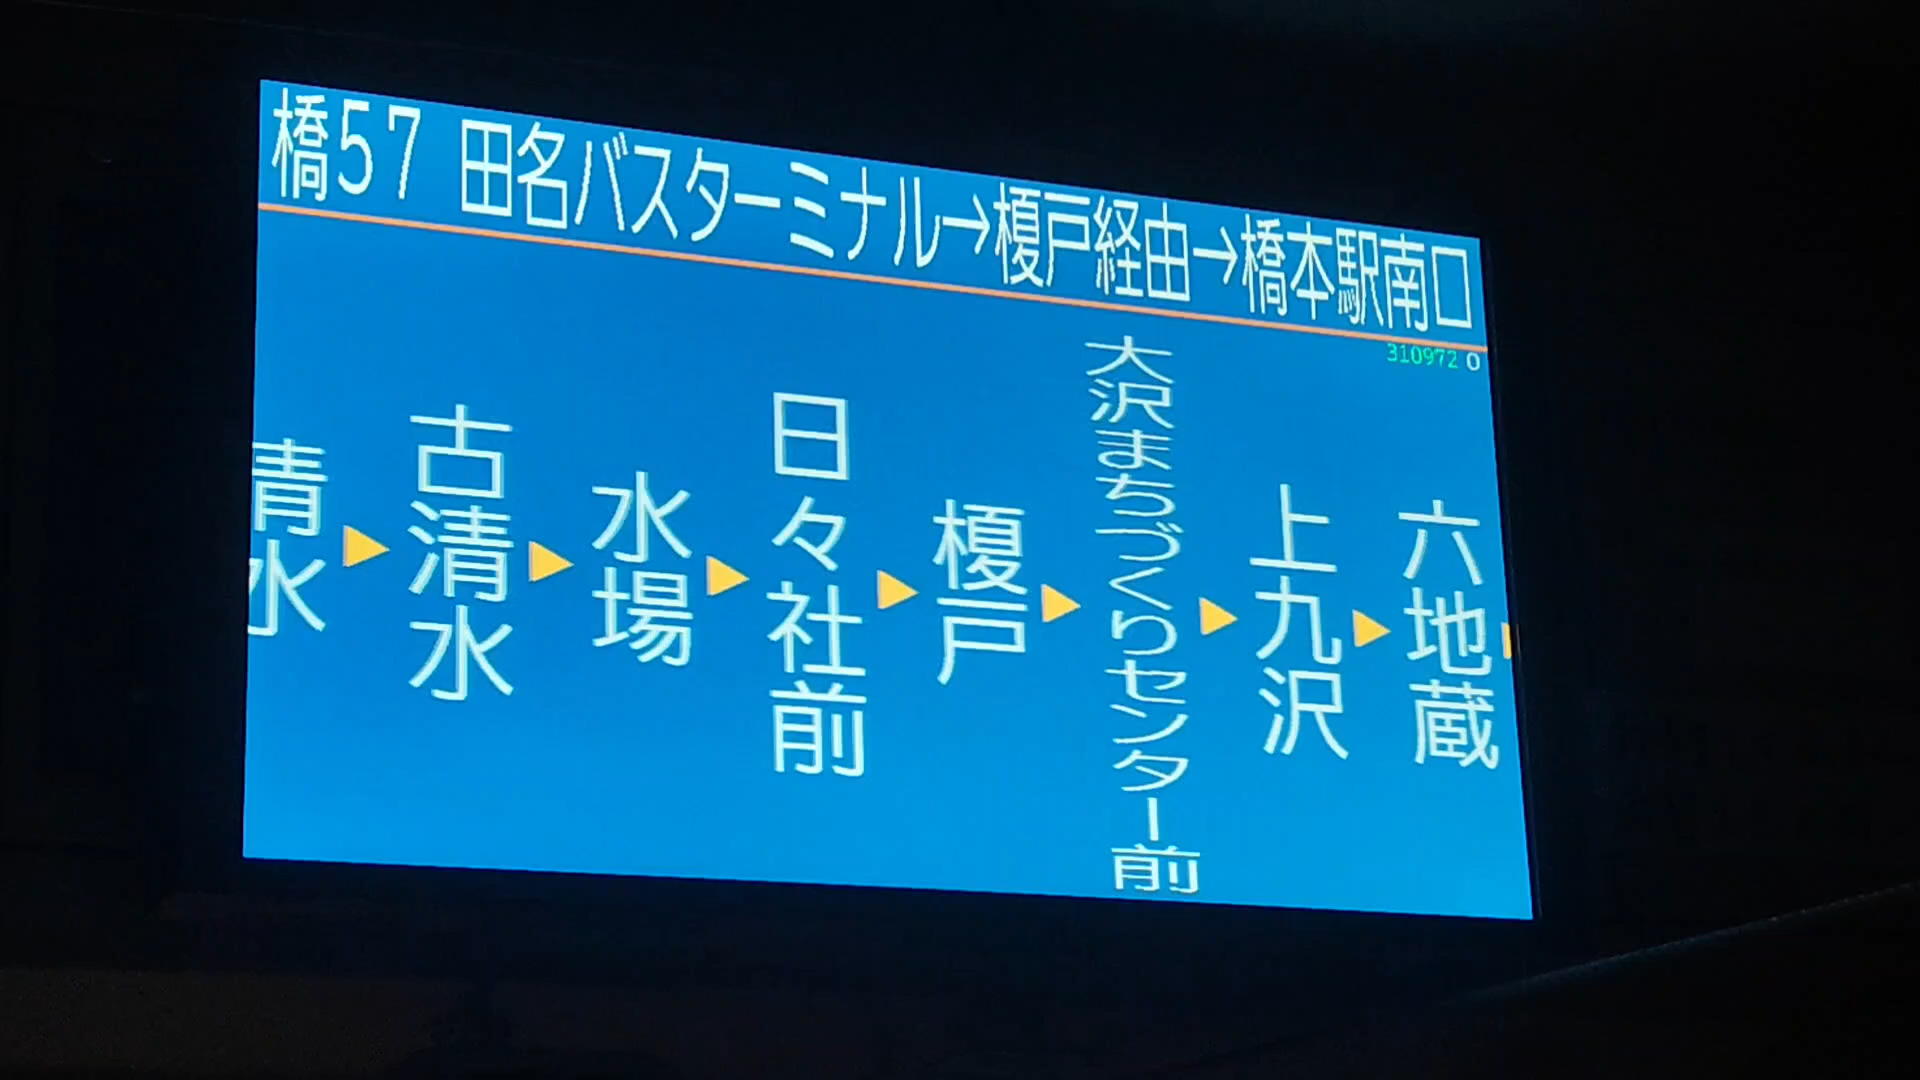 橋57 田名バスターミナル→榎戸経由→橋本駅南口
310972 0
清水
古清水
水場
日々社前
榎戸
大沢まちづくりセンター前
上九沢
六地蔵